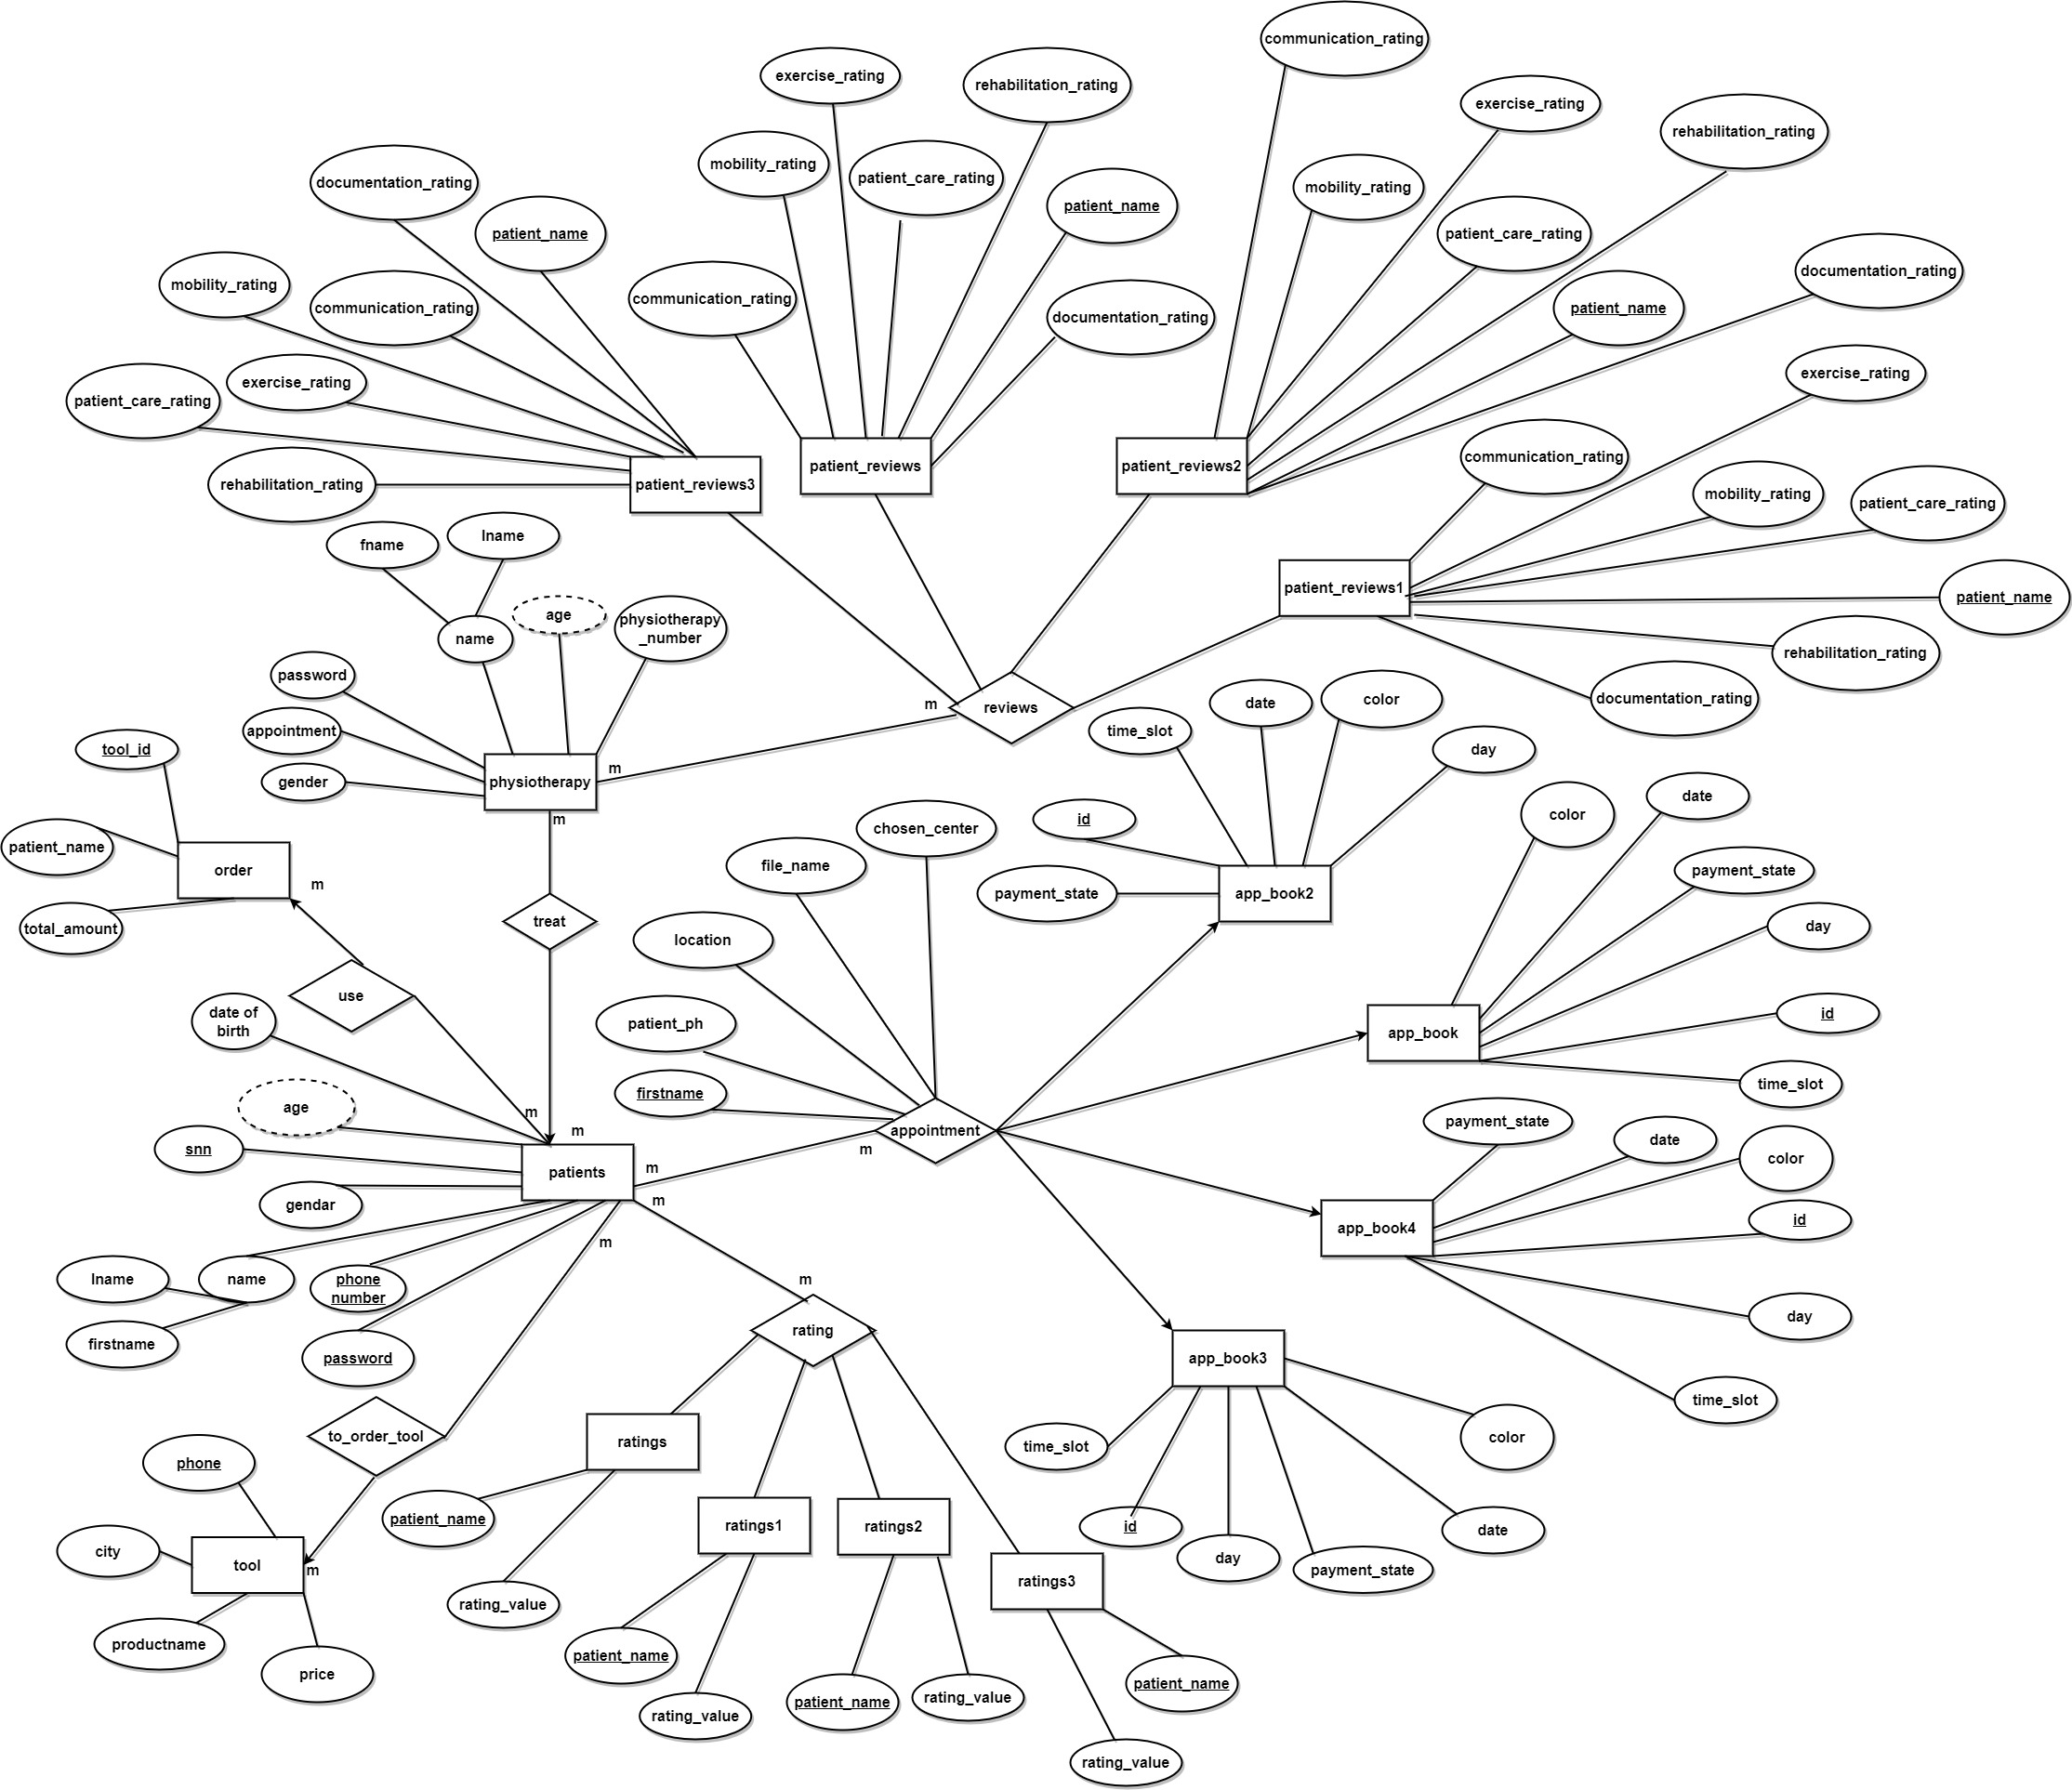 communication_rating
exercise_rating
rehabilitation_rating
exercise_rating
rehabilitation_rating
mobility_rating
patient_care_rating
documentation_rating
mobility_rating
patient_name
patient_name
patient_care_rating
documentation_rating
mobility_rating
communication_rating
communication_rating
documentation_rating
patient_name
exercise_rating
exercise_rating
patient_care_rating
communication_rating
patient_reviews
patient_reviews2
rehabilitation_rating
patient_reviews3
mobility_rating
patient_care_rating
fname
lname
patient_reviews1
patient_name
age
physiotherapy
_number
name
rehabilitation_rating
password
documentation_rating
m
reviews
date
color
appointment
time_slot
day
tool_id
m
gender
physiotherapy
date
m
id
color
chosen_center
patient_name
file_name
order
payment_state
m
payment_state
app_book2
treat
total_amount
location
day
use
date of
birth
patient_ph
app_book
id
firstname
time_slot
age
m
m
appointment
payment_state
date
snn
m
color
patients
m
gendar
m
id
app_book4
m
lname
name
phone
number
m
day
firstname
rating
password
app_book3
time_slot
to_order_tool
ratings
time_slot
color
phone
patient_name
ratings1
ratings2
id
date
city
tool
m
day
payment_state
ratings3
rating_value
productname
patient_name
price
patient_name
rating_value
patient_name
rating_value
rating_value